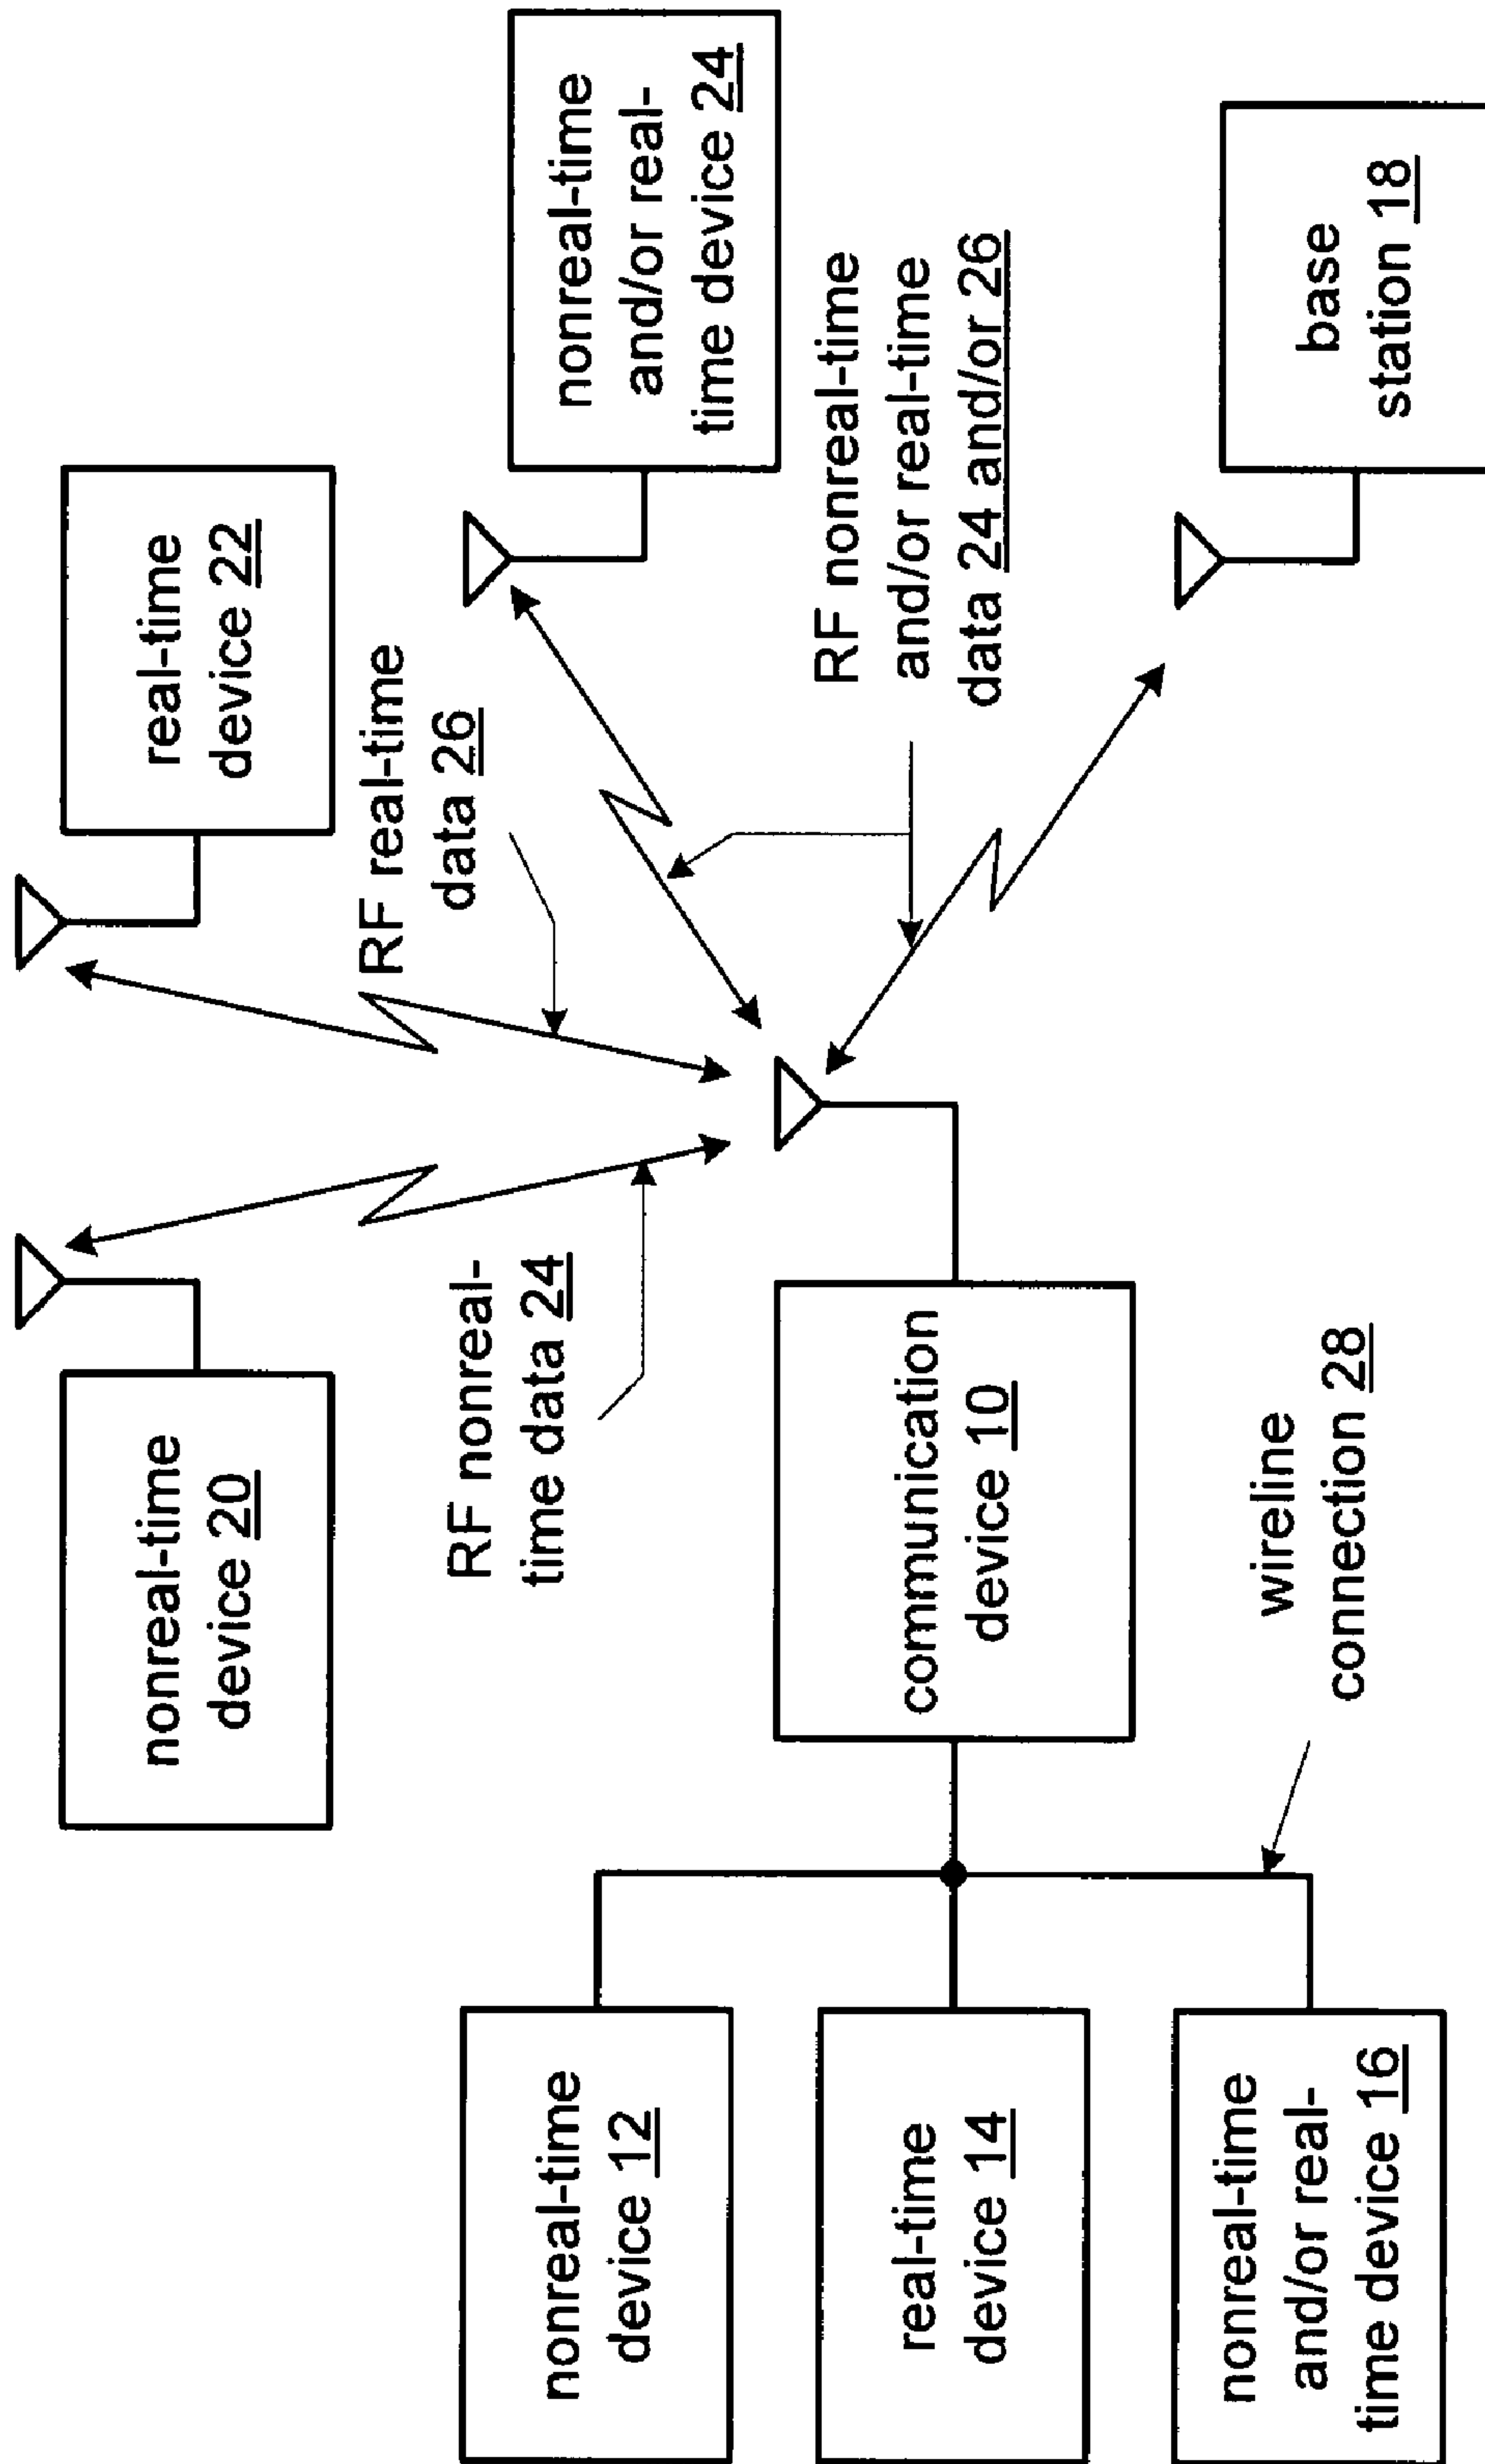 nonreal-time
device 20
real-time
device 22
RF nonreal-
time data 24
RF real-time
data 26
nonreal-time
and/or real-
time device 24
nonreal-time
device 12
communication
device 10
RF nonreal-time
and/or real-time
data 24 and/or 26
real-time
device 14
wireline
connection 28
nonreal-time
and/or real-
time device 16
base
station 18